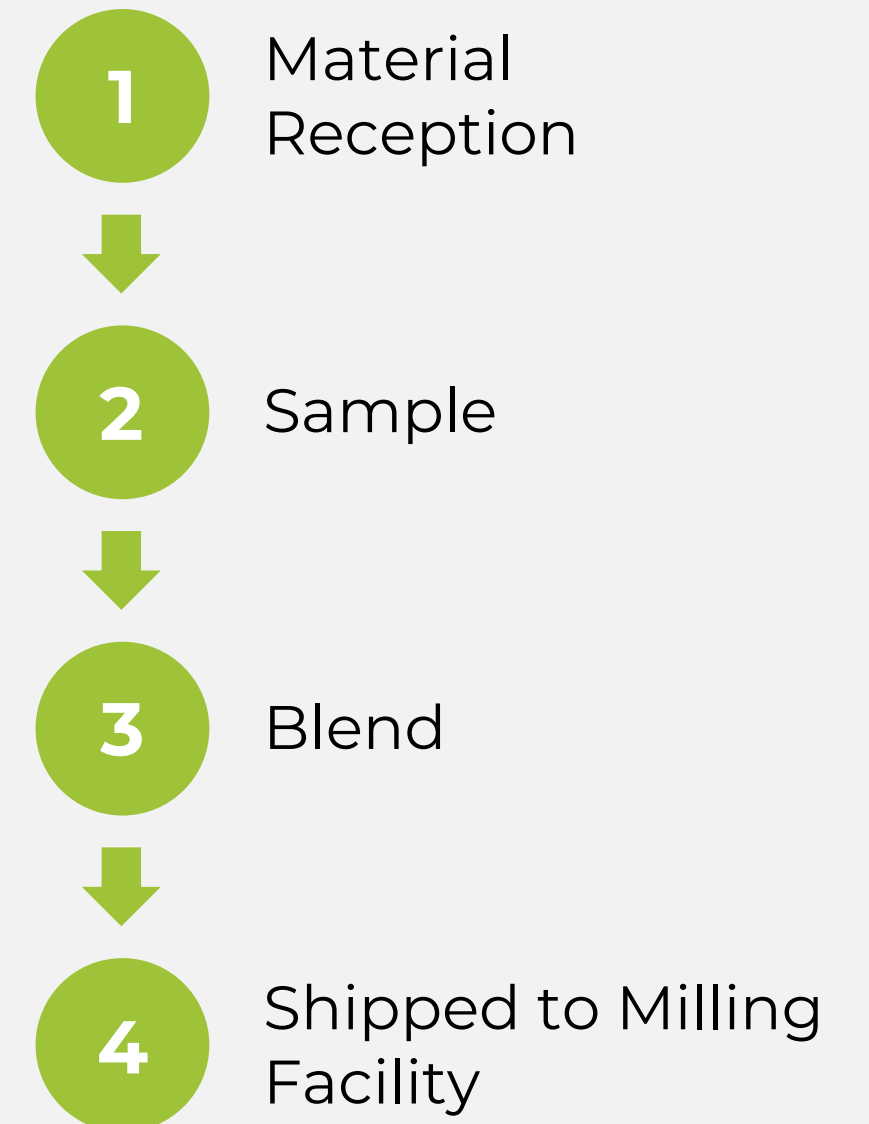 1
Material
Reception
2
Sample
3
Blend
4
Shipped to Milling
Facility